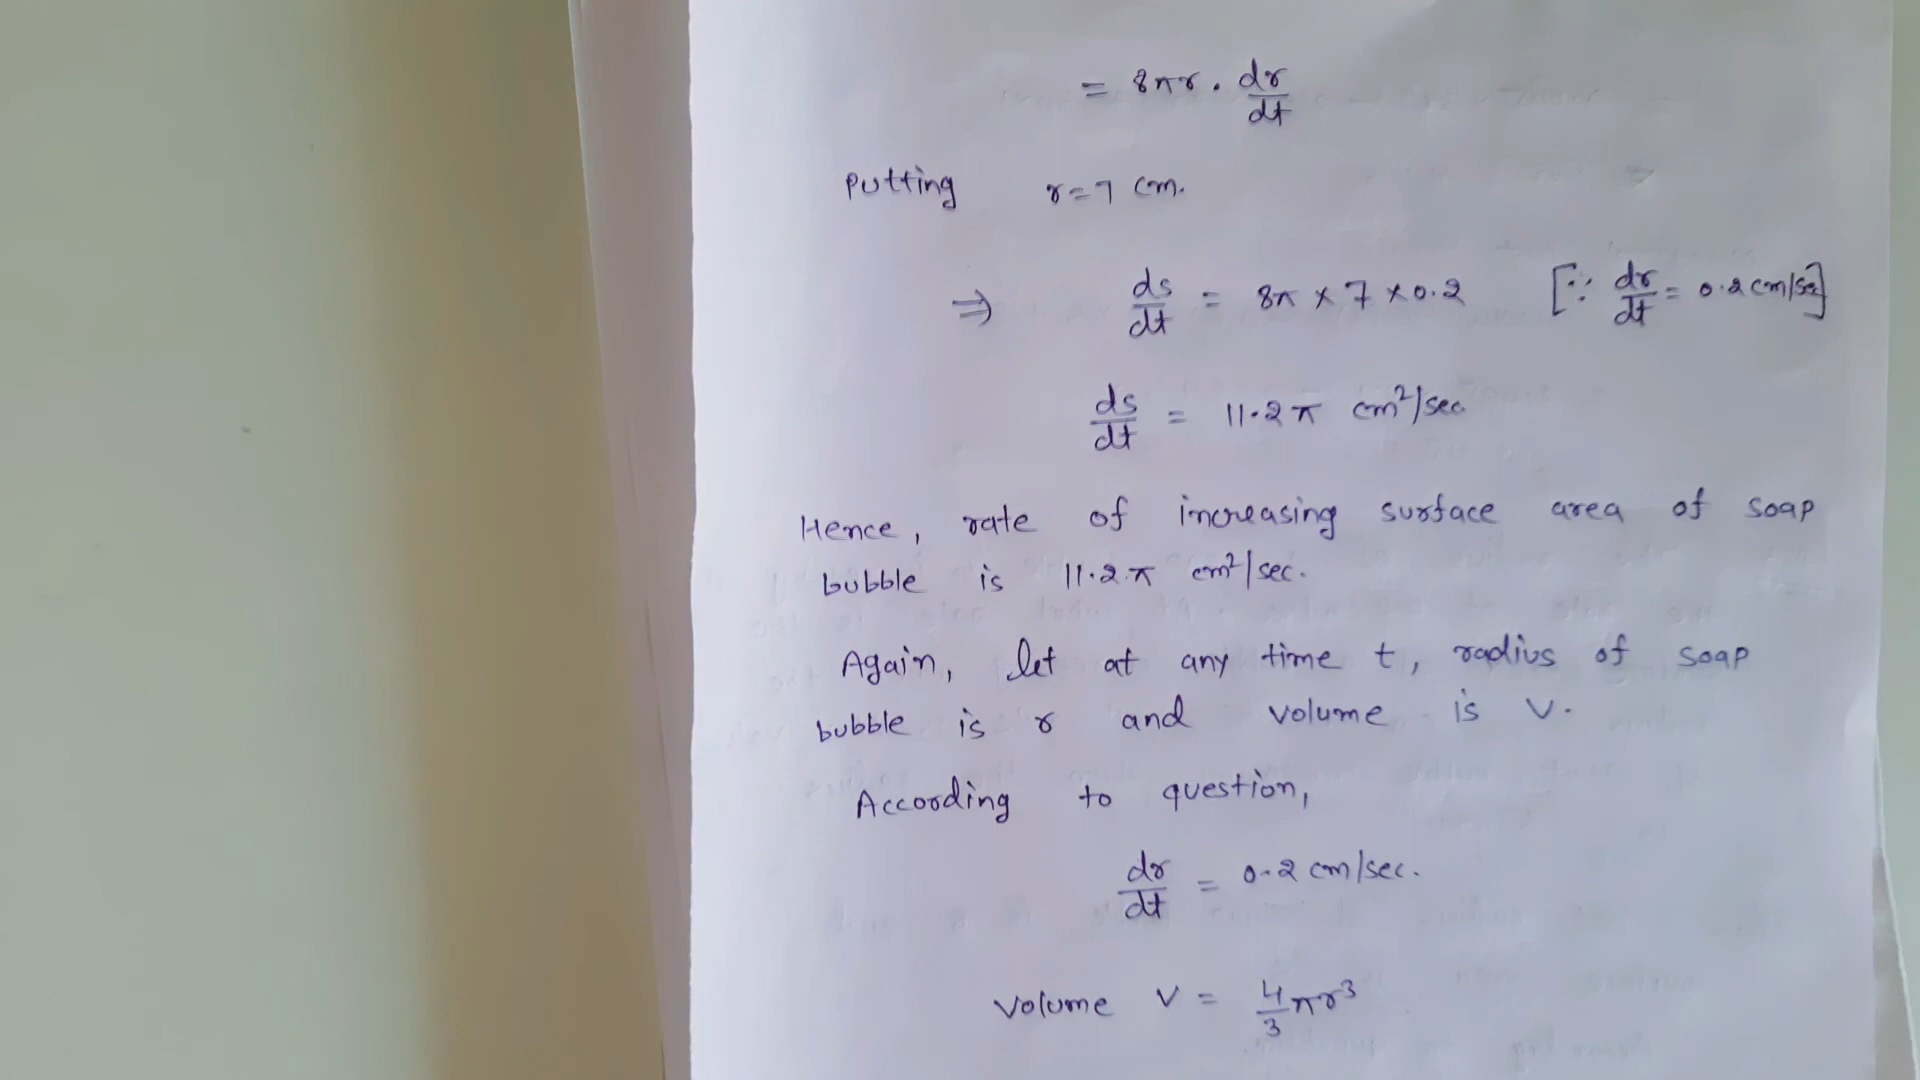 = 8πr . dr/dt
Putting r=7 cm.
⇒ ds/dt = 8π × 7 × 0.2 [∵ dr/dt = 0.2 cm/sec]
ds/dt = 11.2π cm²/sec
Hence, rate of increasing surface area of soap
bubble is 11.2π cm²/sec.
Again, let at any time t, radius of soap
bubble is r and volume is V.
According to question,
dr/dt = 0.2 cm/sec.
Volume V = 4/3 πr³